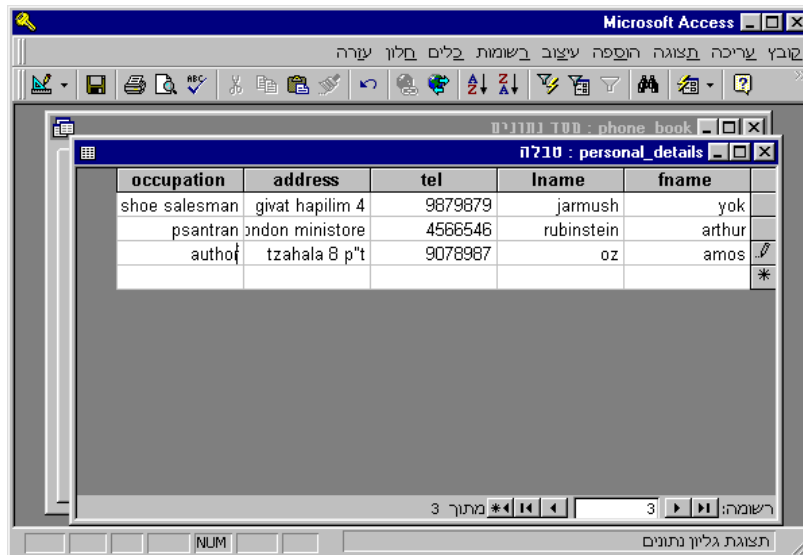 Microsoft Access
קובץ עריכה תצוגה הוספה עיצוב רשומות כלים חלון עזרה
phone_book : מסד נתונים
personal_details : טבלה
fname lname tel address occupation
yok jarmush 9879879 givat hapilim 4 shoe salesman
arthur rubinstein 4566546 ondon ministore psantran
amos oz 9078987 tzahala 8 p"t author
רשומה: 3 מתוך 3
תצוגת גליון נתונים
NUM